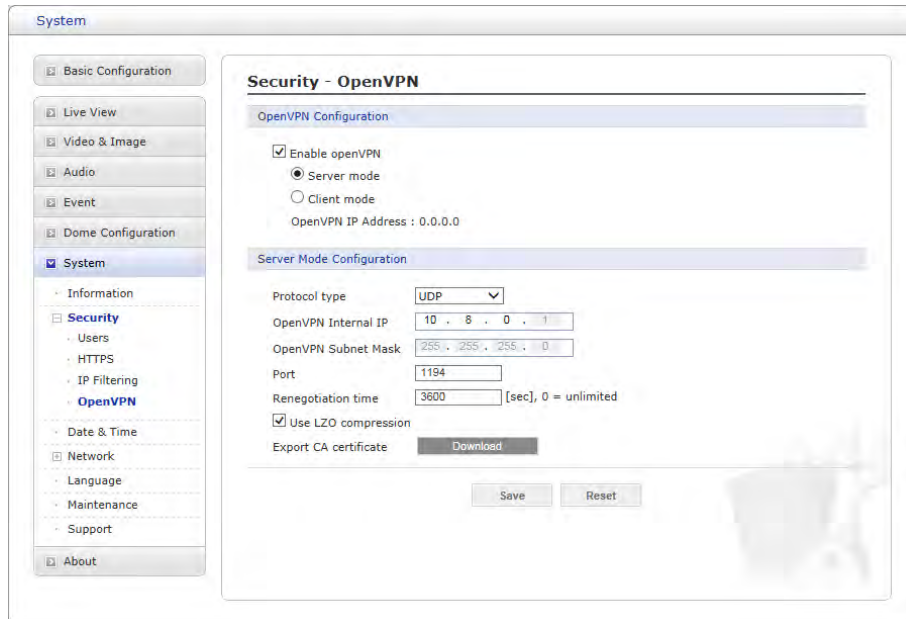 System
Basic Configuration
Live View
Video & Image
Audio
Event
Dome Configuration
System
Information
Security
Users
HTTPS
IP Filtering
OpenVPN
Date & Time
Network
Language
Maintenance
Support
About
Security - OpenVPN
OpenVPN Configuration
Enable openVPN
Server mode
Client mode
OpenVPN IP Address : 0.0.0.0
Server Mode Configuration
Protocol type UDP
OpenVPN Internal IP 10 . 8 . 0 . 1
OpenVPN Subnet Mask 255 . 255 . 255 . 0
Port 1194
Renegotiation time 3600 [sec], 0 = unlimited
Use LZO compression
Export CA certificate Download
Save Reset